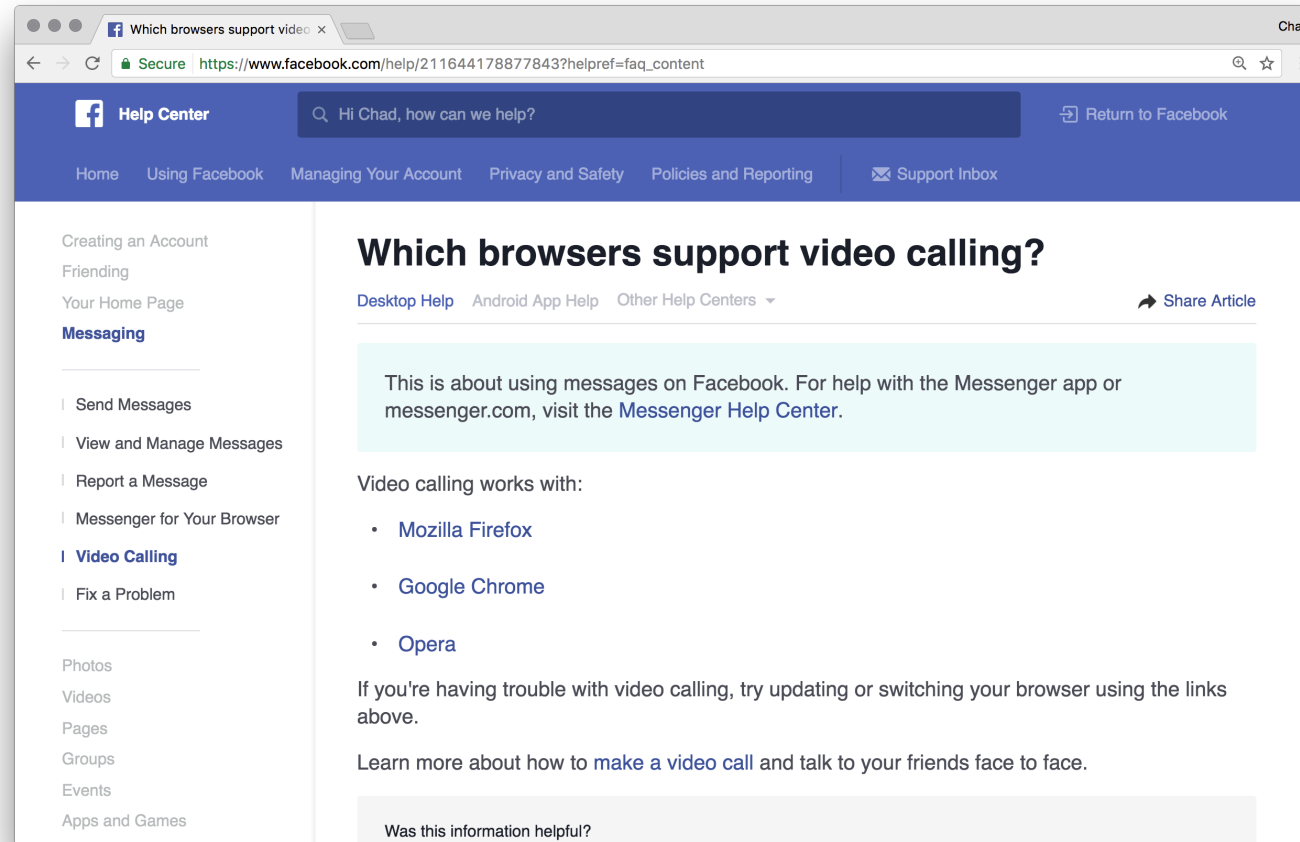 Which browsers support video
Cha
Secure https://www.facebook.com/help/211644178877843?helpref=faq_content
Help Center
Hi Chad, how can we help?
Return to Facebook
Home Using Facebook Managing Your Account Privacy and Safety Policies and Reporting Support Inbox
Creating an Account
Friending
Your Home Page
Messaging
Send Messages
View and Manage Messages
Report a Message
Messenger for Your Browser
Video Calling
Fix a Problem
Photos
Videos
Pages
Groups
Events
Apps and Games
Which browsers support video calling?
Desktop Help Android App Help Other Help Centers
Share Article
This is about using messages on Facebook. For help with the Messenger app or
messenger.com, visit the Messenger Help Center.
Video calling works with:
• Mozilla Firefox
• Google Chrome
• Opera
If you're having trouble with video calling, try updating or switching your browser using the links
above.
Learn more about how to make a video call and talk to your friends face to face.
Was this information helpful?